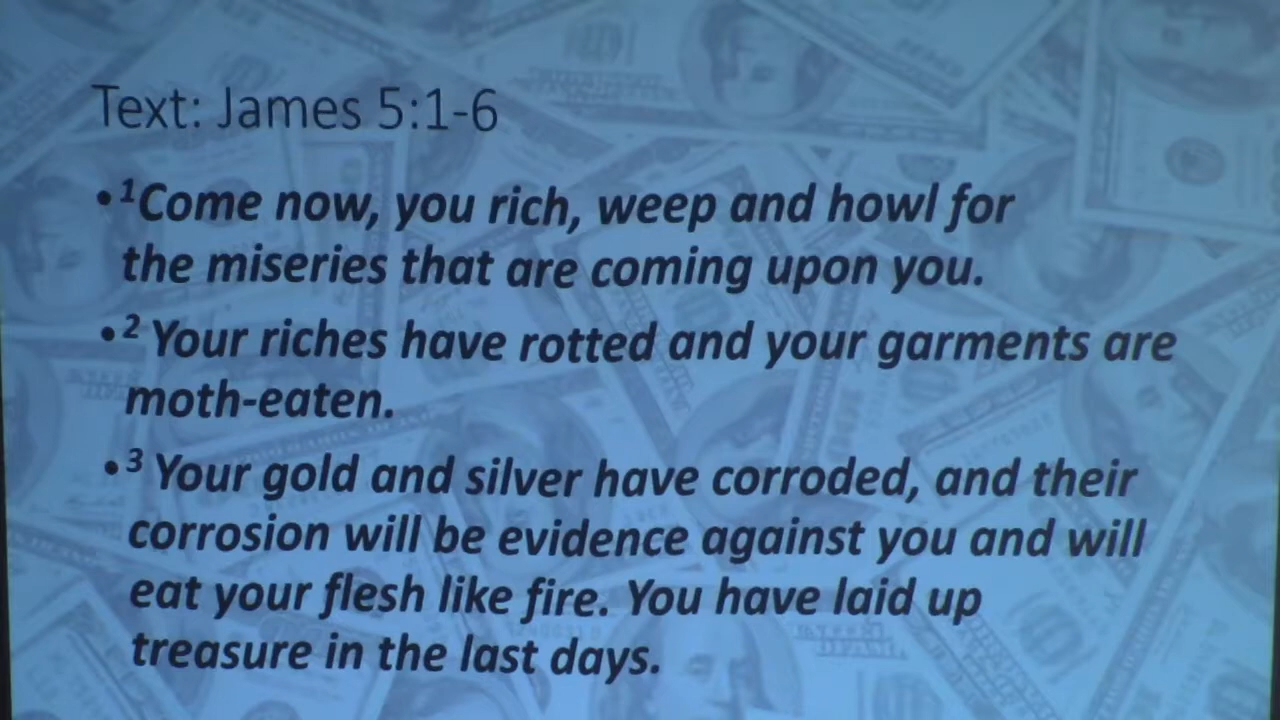 Text: James 5:1-6
•¹Come now, you rich, weep and howl for
the miseries that are coming upon you.
•² Your riches have rotted and your garments are
moth-eaten.
•³ Your gold and silver have corroded, and their
corrosion will be evidence against you and will
eat your flesh like fire. You have laid up
treasure in the last days.